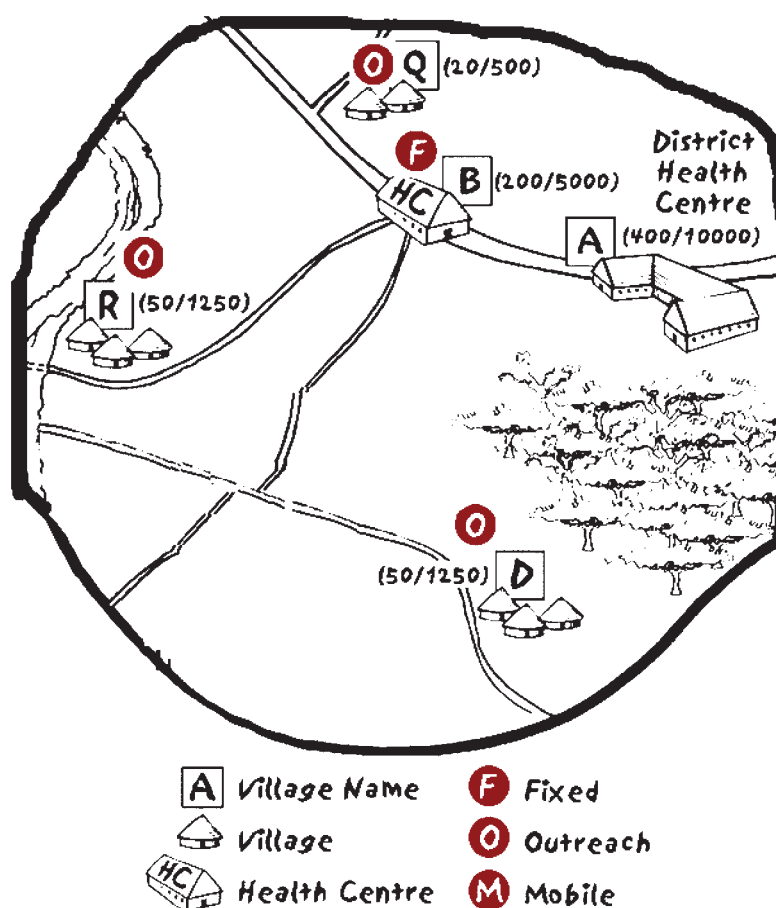 O Q (20/500)
F
HC B (200/5000)
District
Health
Centre
A (400/10000)
O
R (50/1250)
O
(50/1250) D
A Village Name
F Fixed
Village
O Outreach
HC Health Centre
M Mobile